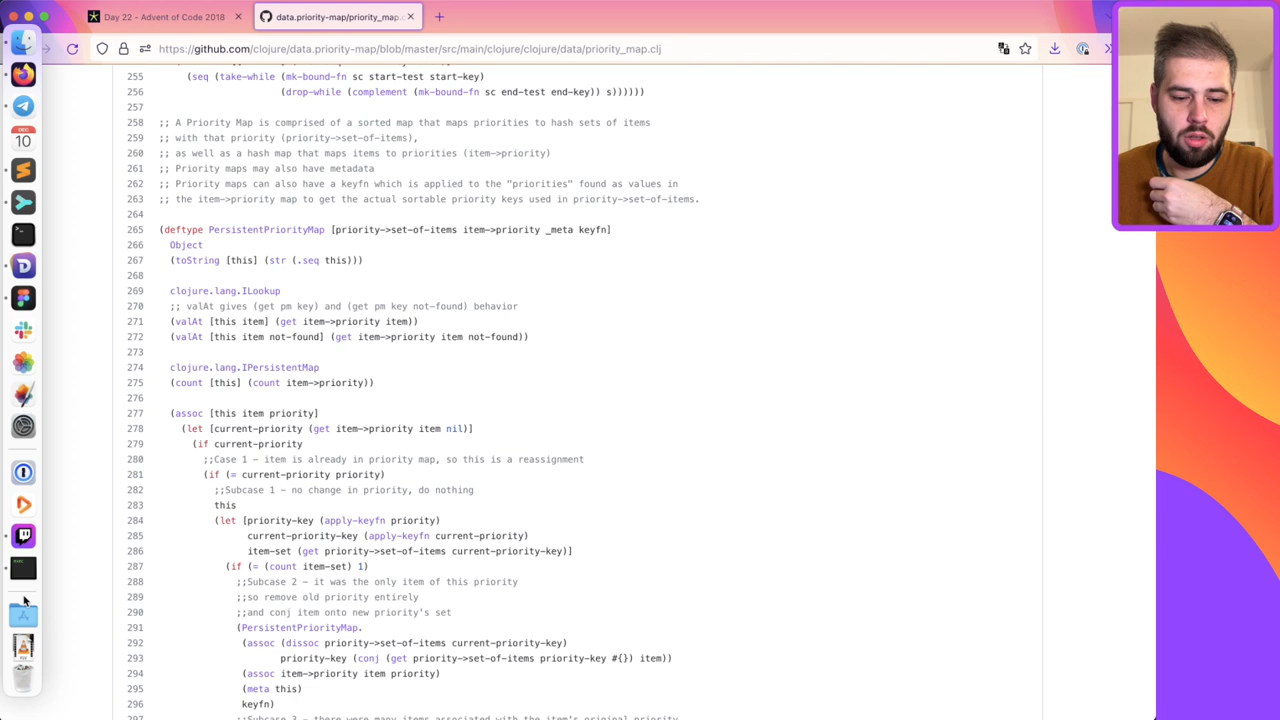 Day 22 - Advent of Code 2018
data.priority-map/priority_map.c
https://github.com/clojure/data.priority-map/blob/master/src/main/clojure/clojure/data/priority_map.clj
255 (seq (take-while (mk-bound-fn sc start-test start-key)
256 (drop-while (complement (mk-bound-fn sc end-test end-key)) s))))))
257
258 ;; A Priority Map is comprised of a sorted map that maps priorities to hash sets of items
259 ;; with that priority (priority->set-of-items),
260 ;; as well as a hash map that maps items to priorities (item->priority)
261 ;; Priority maps may also have metadata
262 ;; Priority maps can also have a keyfn which is applied to the "priorities" found as values in
263 ;; the item->priority map to get the actual sortable priority keys used in priority->set-of-items.
264
265 (deftype PersistentPriorityMap [priority->set-of-items item->priority _meta keyfn]
266 Object
267 (toString [this] (str (.seq this)))
268
269 clojure.lang.ILookup
270 ;; valAt gives (get pm key) and (get pm key not-found) behavior
271 (valAt [this item] (get item->priority item))
272 (valAt [this item not-found] (get item->priority item not-found))
273
274 clojure.lang.IPersistentMap
275 (count [this] (count item->priority))
276
277 (assoc [this item priority]
278 (let [current-priority (get item->priority item nil)]
279 (if current-priority
280 ;;Case 1 - item is already in priority map, so this is a reassignment
281 (if (= current-priority priority)
282 ;;Subcase 1 - no change in priority, do nothing
283 this
284 (let [priority-key (apply-keyfn priority)
285 current-priority-key (apply-keyfn current-priority)
286 item-set (get priority->set-of-items current-priority-key)]
287 (if (= (count item-set) 1)
288 ;;Subcase 2 - it was the only item of this priority
289 ;;so remove old priority entirely
290 ;;and conj item onto new priority's set
291 (PersistentPriorityMap.
292 (assoc (dissoc priority->set-of-items current-priority-key)
293 priority-key (conj (get priority->set-of-items priority-key #{}) item))
294 (assoc item->priority item priority)
295 (meta this)
296 keyfn)
297 ;;Subcase 3 - there were many items associated with the item's original priority
DEC
10